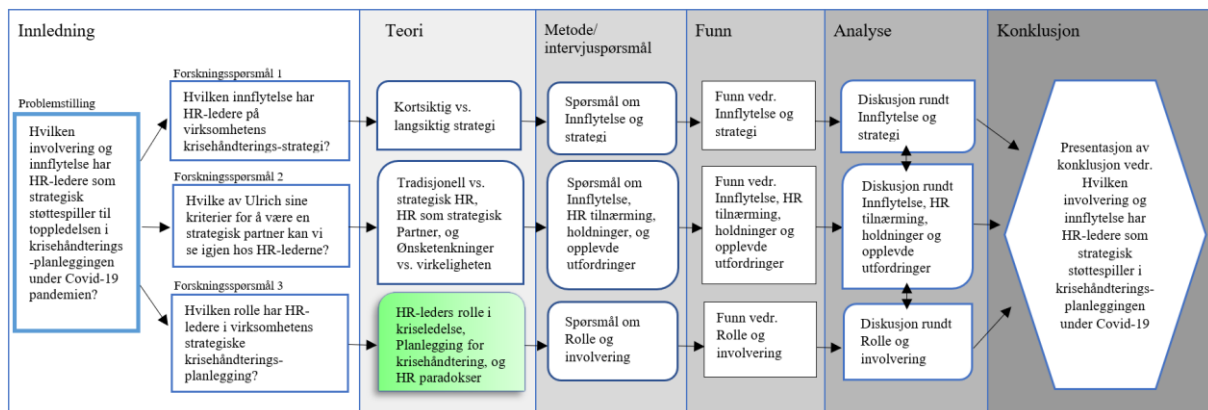 Innledning
Problemstilling
Hvilken
involvering og
innflytelse har
HR-ledere som
strategisk
støttespiller til
toppledelsen i
krisehåndterings
-planleggingen
under Covid-19
pandemien?
Forskningsspørsmål 1
Hvilken innflytelse har
HR-ledere på
virksomhetens
krisehåndterings-strategi?
Forskningsspørsmål 2
Hvilke av Ulrich sine
kriterier for å være en
strategisk partner kan vi
se igjen hos HR-lederne?
Forskningsspørsmål 3
Hvilken rolle har HR-
ledere i virksomhetens
strategiske
krisehåndterings-
planlegging?
Teori
Kortsiktig vs.
langsiktig strategi
Tradisjonell vs.
strategisk HR,
HR som strategisk
Partner, og
Ønsketenkninger
vs. virkeligheten
HR-leders rolle i
kriseledelse,
Planlegging for
krisehåndtering, og
HR paradokser
Metode/
intervjuspørsmål
Spørsmål om
Innflytelse og
strategi
Spørsmål om
Innflytelse,
HR tilnærming,
holdninger, og
opplevde
utfordringer
Spørsmål om
Rolle og
involvering
Funn
Funn vedr.
Innflytelse og
strategi
Funn vedr.
Innflytelse, HR
tilnærming,
holdninger og
opplevde
utfordringer
Funn vedr.
Rolle og
involvering
Analyse
Diskusjon rundt
Innflytelse og
strategi
Diskusjon rundt
Innflytelse, HR
tilnærming,
holdninger og
opplevde
utfordringer
Diskusjon rundt
Rolle og
involvering
Konklusjon
Presentasjon av
konklusjon vedr.
Hvilken
involvering og
innflytelse har
HR-ledere som
strategisk
støttespiller i
krisehåndterings-
planleggingen
under Covid-19